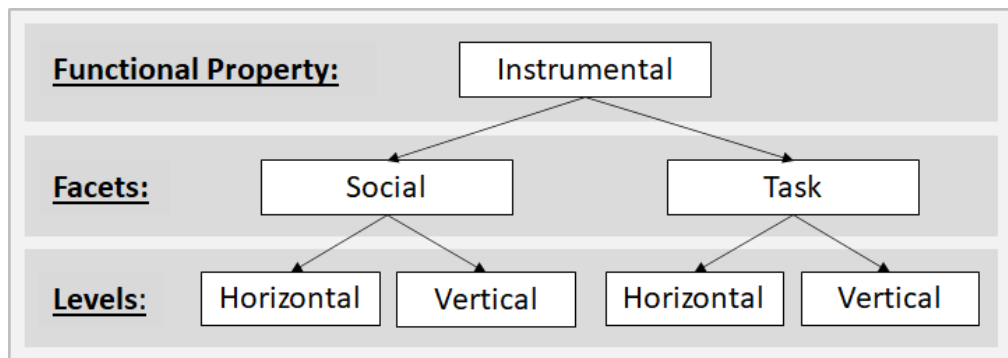 Functional Property: Instrumental
Facets: Social Task
Levels: Horizontal Vertical Horizontal Vertical